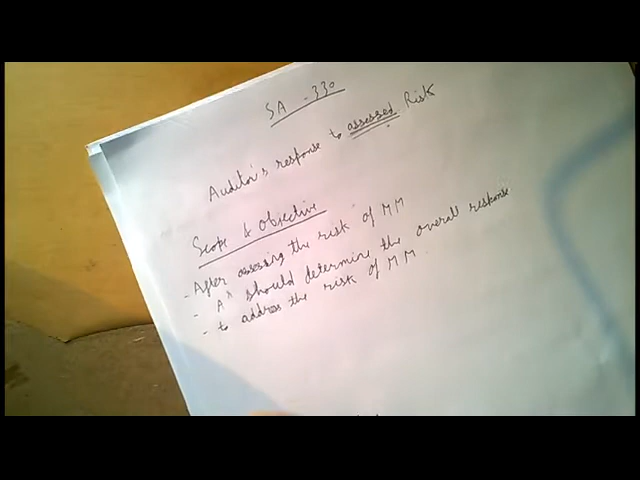 SA - 330
Auditor's response to assessed Risk
Scope & Objective
- After assessing the risk of MM
- Aʳ should determine the overall response
- to address the risk of MM